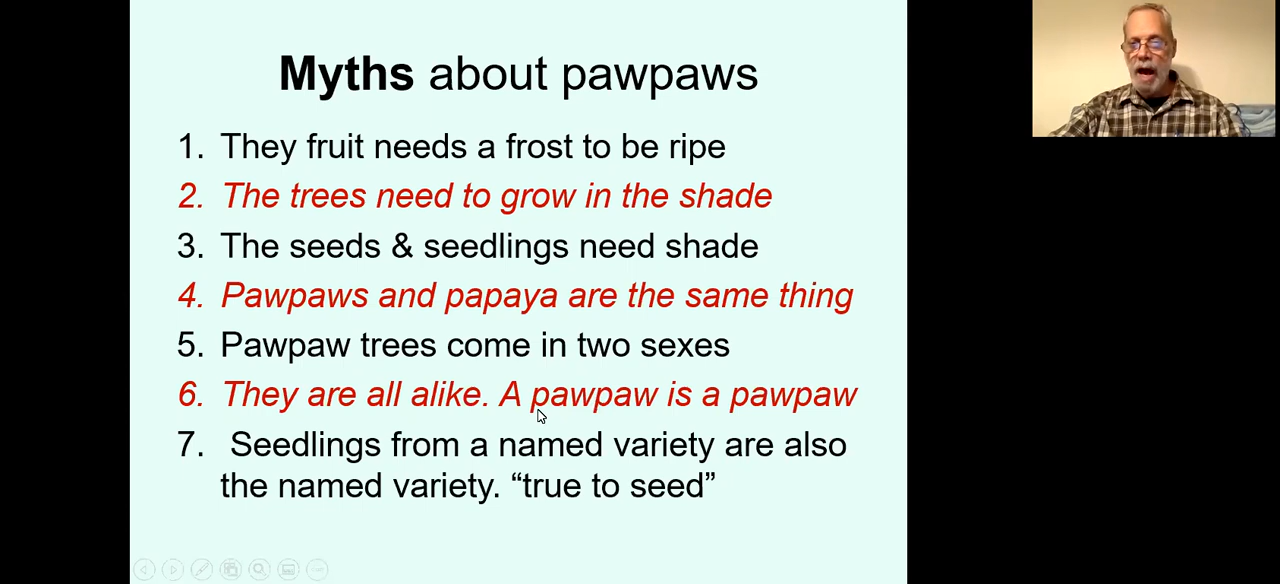 Myths about pawpaws
1. They fruit needs a frost to be ripe
2. The trees need to grow in the shade
3. The seeds & seedlings need shade
4. Pawpaws and papaya are the same thing
5. Pawpaw trees come in two sexes
6. They are all alike. A pawpaw is a pawpaw
7. Seedlings from a named variety are also
the named variety. “true to seed”